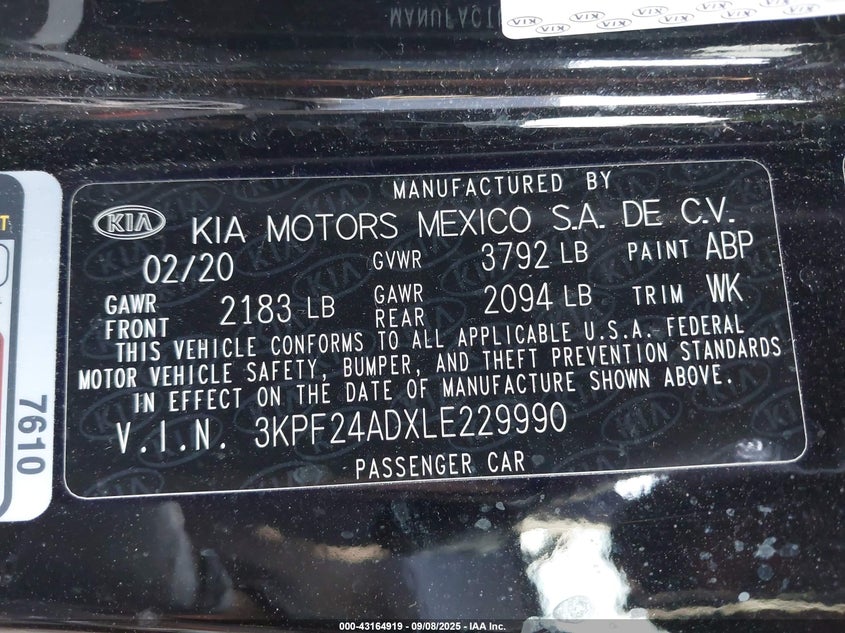 MANUFACTURED BY
KIA KIA MOTORS MEXICO S.A. DE C.V.
02/20 GVWR 3792 LB PAINT ABP
GAWR FRONT 2183 LB GAWR REAR 2094 LB TRIM WK
THIS VEHICLE CONFORMS TO ALL APPLICABLE U.S.A. FEDERAL
MOTOR VEHICLE SAFETY, BUMPER, AND THEFT PREVENTION STANDARDS
IN EFFECT ON THE DATE OF MANUFACTURE SHOWN ABOVE.
V.I.N. 3KPF24ADXLE229990
PASSENGER CAR
7610
000-43164919 - 09/08/2025 - IAA Inc.